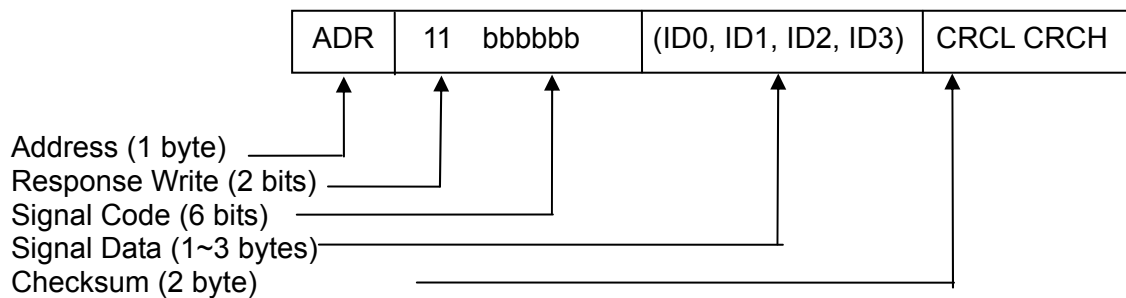 ADR 11 bbbbbb (ID0, ID1, ID2, ID3) CRCL CRCH
Address (1 byte)
Response Write (2 bits)
Signal Code (6 bits)
Signal Data (1~3 bytes)
Checksum (2 byte)